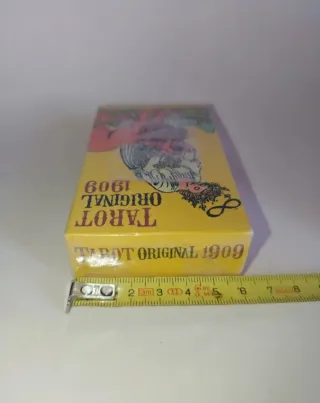 TAROT
ORIGINAL
1909
TAROT ORIGINAL 1909
2 3 4 5 6 7 8